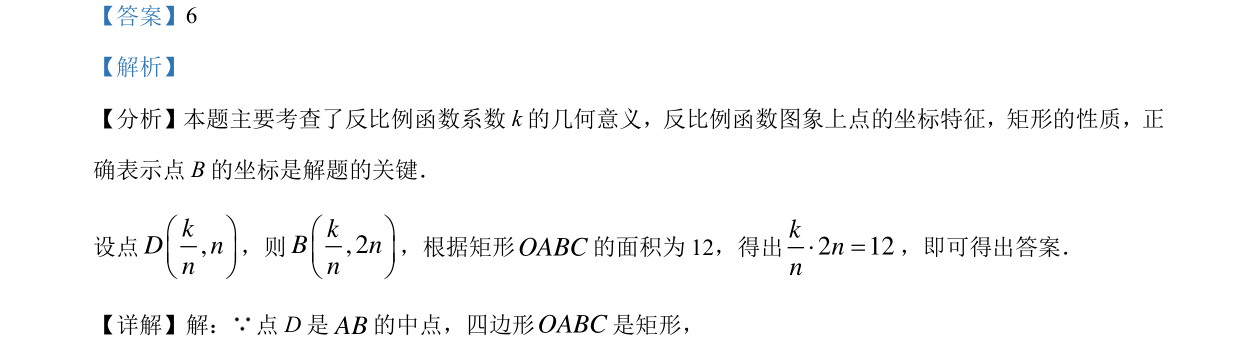 【答案】6
【解析】
【分析】本题主要考查了反比例函数系数 k 的几何意义，反比例函数图象上点的坐标特征，矩形的性质，正
确表示点 B 的坐标是解题的关键．
设点 D(k/n, n)，则 B(k/n, 2n)，根据矩形 OABC 的面积为 12，得出 k/n · 2n = 12，即可得出答案．
【详解】解：∵点 D 是 AB 的中点，四边形 OABC 是矩形，